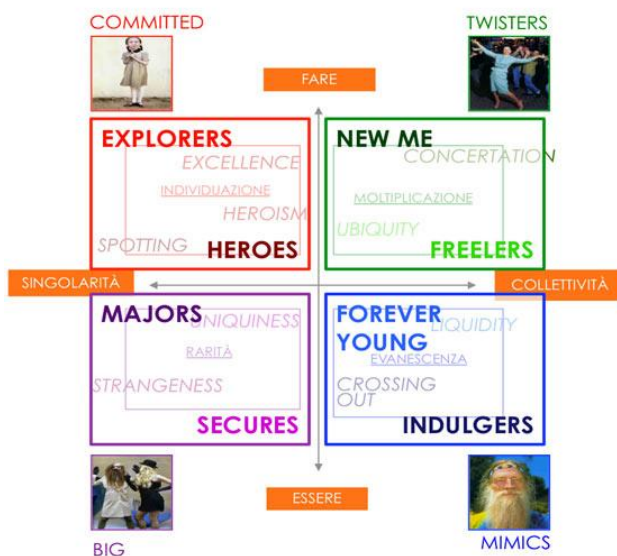 COMMITTED
TWISTERS
FARE
EXPLORERS
EXCELLENCE
INDIVIDUAZIONE
HEROISM
SPOTTING
HEROES
NEW ME
CONCERTATION
MOLTIPLICAZIONE
UBIQUITY
FREELERS
SINGOLARITÀ
COLLETTIVITÀ
MAJORS
UNIQUINESS
RARITÀ
STRANGENESS
SECURES
FOREVER
YOUNG
LIQUIDITY
EVANESCENZA
CROSSING
OUT
INDULGERS
ESSERE
BIG
MIMICS